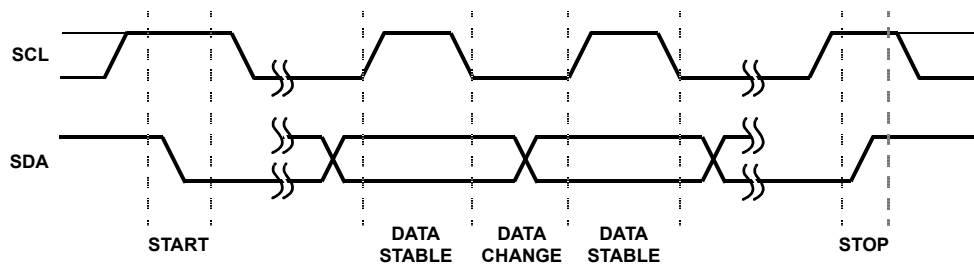 SCL
SDA
START
DATA
STABLE
DATA
CHANGE
DATA
STABLE
STOP